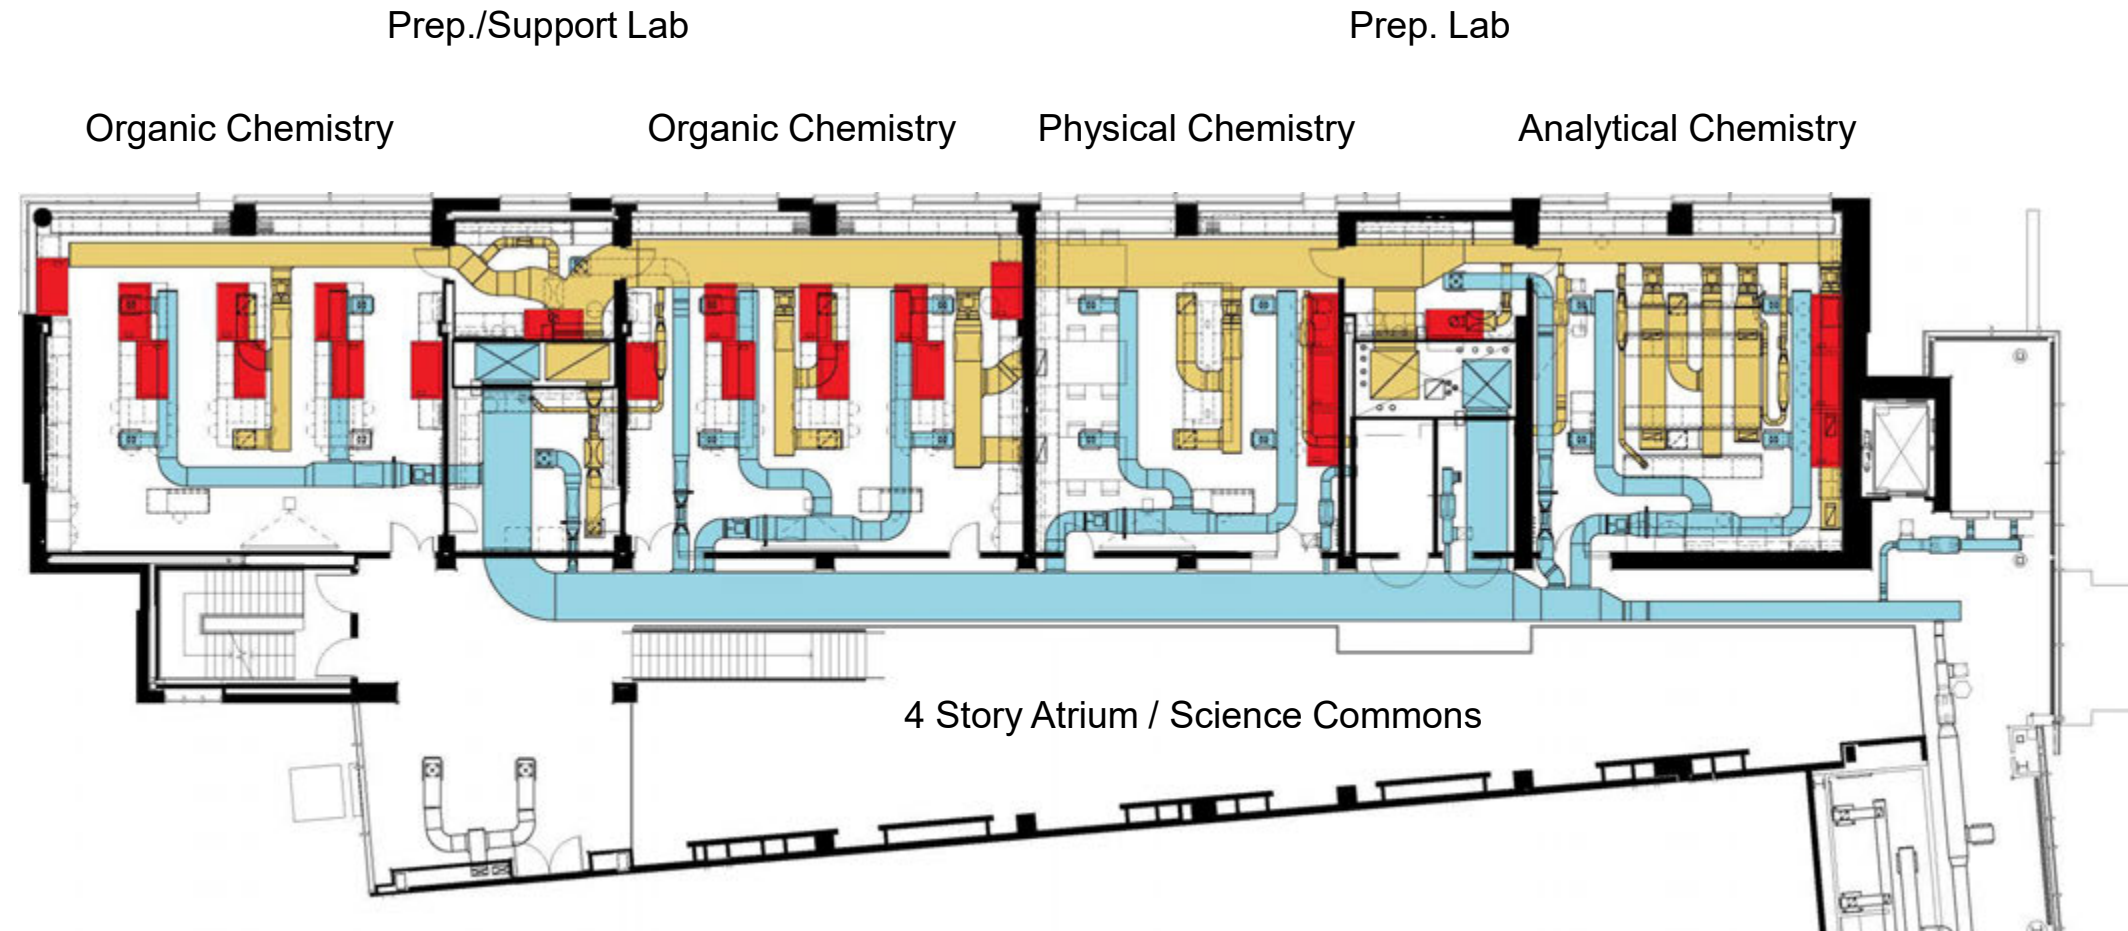 Prep./Support Lab
Prep. Lab
Organic Chemistry
Organic Chemistry
Physical Chemistry
Analytical Chemistry
4 Story Atrium / Science Commons